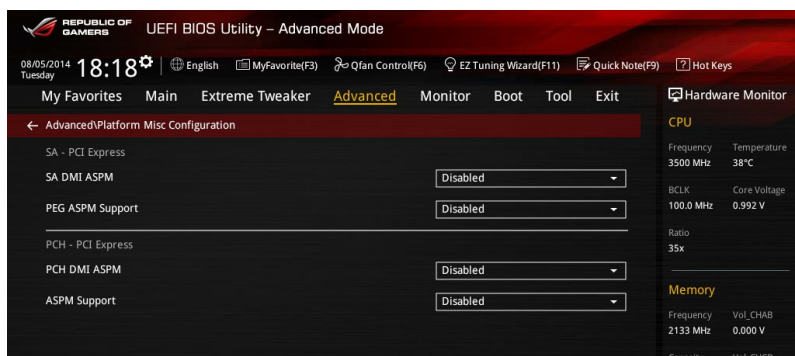 REPUBLIC OF
GAMERS
UEFI BIOS Utility – Advanced Mode
08/05/2014
Tuesday
18:18
English
MyFavorite(F3)
Qfan Control(F6)
EZ Tuning Wizard(F11)
Quick Note(F9)
? Hot Keys
My Favorites
Main
Extreme Tweaker
Advanced
Monitor
Boot
Tool
Exit
Hardware Monitor
← Advanced\Platform Misc Configuration
SA - PCI Express
SA DMI ASPM
Disabled
PEG ASPM Support
Disabled
PCH - PCI Express
PCH DMI ASPM
Disabled
ASPM Support
Disabled
CPU
Frequency Temperature
3500 MHz 38°C
BCLK Core Voltage
100.0 MHz 0.992 V
Ratio
35x
Memory
Frequency Vol_CHAB
2133 MHz 0.000 V